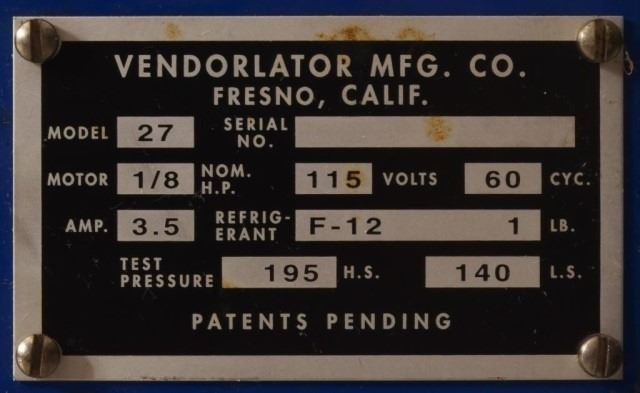 VENDORLATOR MFG. CO.
FRESNO, CALIF.
MODEL 27 SERIAL NO.
MOTOR 1/8 NOM. H.P. 115 VOLTS 60 CYC.
AMP. 3.5 REFRIG-ERANT F-12 1 LB.
TEST PRESSURE 195 H.S. 140 L.S.
PATENTS PENDING